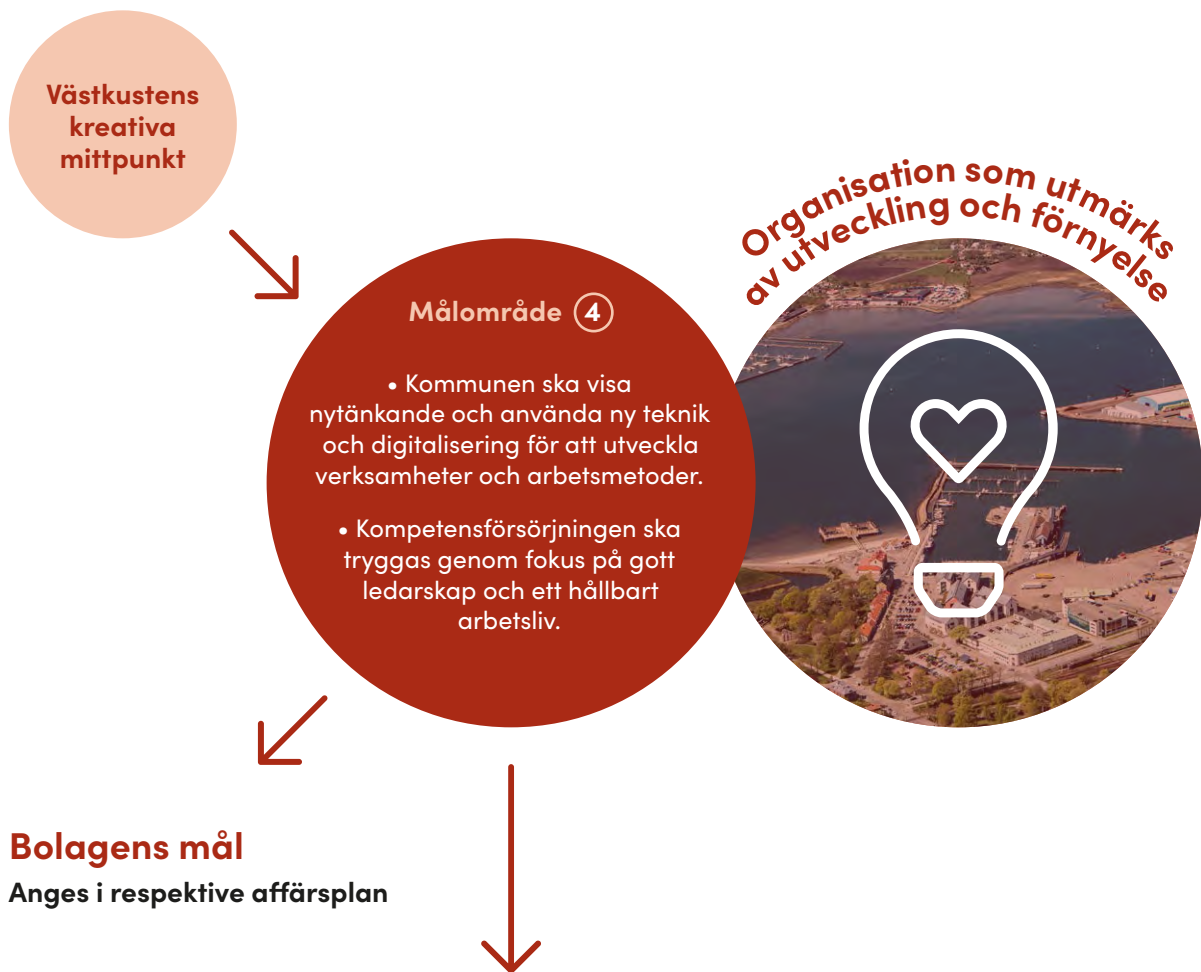 Västkustens
kreativa
mittpunkt
Organisation som utmärks
av utveckling och förnyelse
Målområde 4
• Kommunen ska visa
nytänkande och använda ny teknik
och digitalisering för att utveckla
verksamheter och arbetsmetoder.
• Kompetensförsörjningen ska
tryggas genom fokus på gott
ledarskap och ett hållbart
arbetsliv.
Bolagens mål
Anges i respektive affärsplan